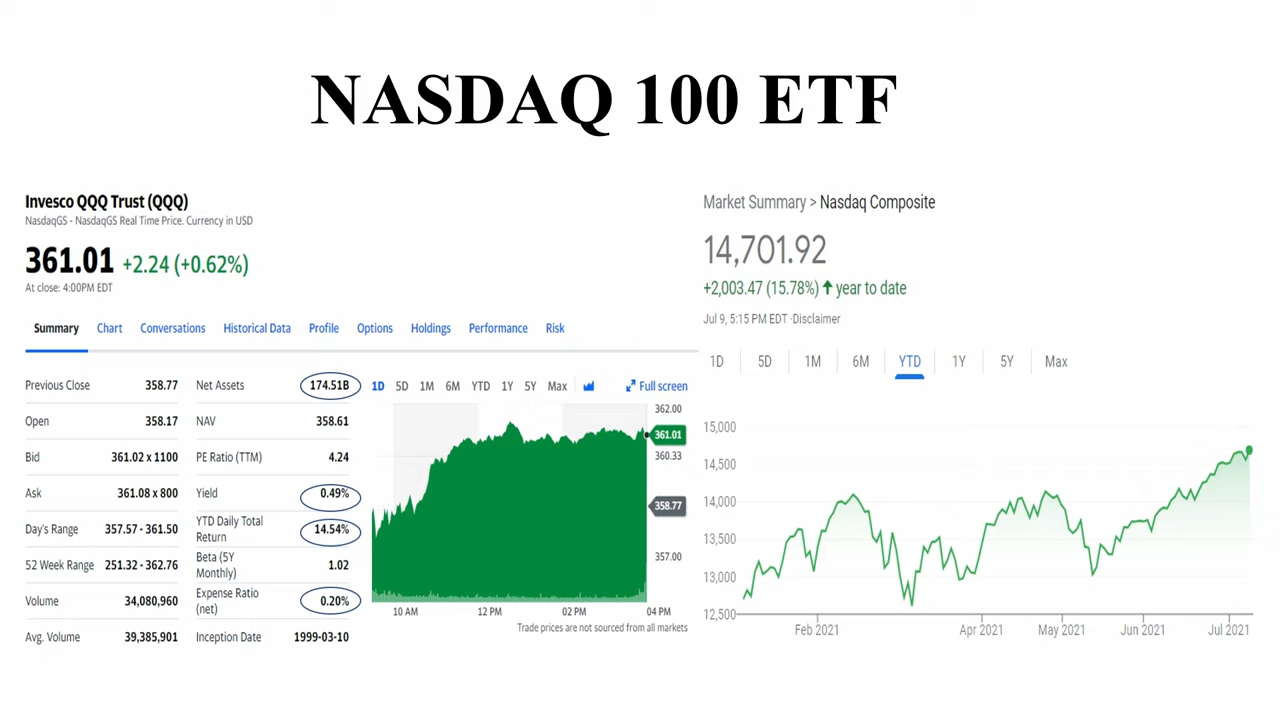 NASDAQ 100 ETF
Invesco QQQ Trust (QQQ)
NasdaqGS - NasdaqGS Real Time Price. Currency in USD
361.01 +2.24 (+0.62%)
At close: 4:00PM EDT
Summary Chart Conversations Historical Data Profile Options Holdings Performance Risk
Previous Close 358.77
Open 358.17
Bid 361.02 x 1100
Ask 361.08 x 800
Day's Range 357.57 - 361.50
52 Week Range 251.32 - 362.76
Volume 34,080,960
Avg. Volume 39,385,901
Net Assets 174.51B
NAV 358.61
PE Ratio (TTM) 4.24
Yield 0.49%
YTD Daily Total
Return 14.54%
Beta (5Y
Monthly) 1.02
Expense Ratio
(net) 0.20%
Inception Date 1999-03-10
1D 5D 1M 6M YTD 1Y 5Y Max Full screen
362.00
361.01
360.33
358.77
357.00
10 AM 12 PM 02 PM 04 PM
Trade prices are not sourced from all markets
Market Summary > Nasdaq Composite
14,701.92
+2,003.47 (15.78%) ↑ year to date
Jul 9, 5:15 PM EDT ·Disclaimer
1D 5D 1M 6M YTD 1Y 5Y Max
15,000
14,500
14,000
13,500
13,000
12,500
Feb 2021 Apr 2021 May 2021 Jun 2021 Jul 2021